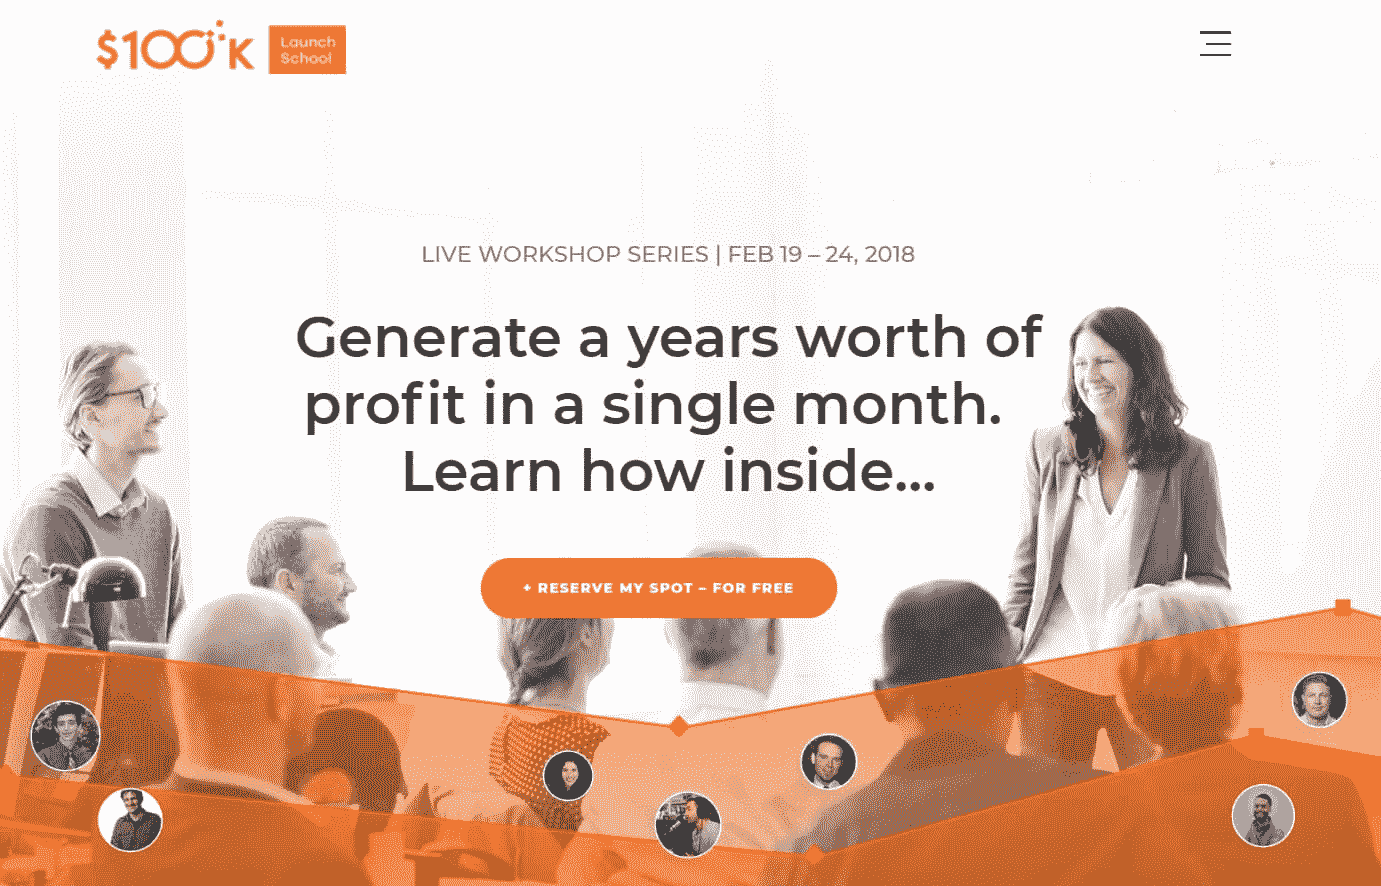 $100K
Launch
School
LIVE WORKSHOP SERIES | FEB 19 – 24, 2018
Generate a years worth of
profit in a single month.
Learn how inside...
+ RESERVE MY SPOT – FOR FREE